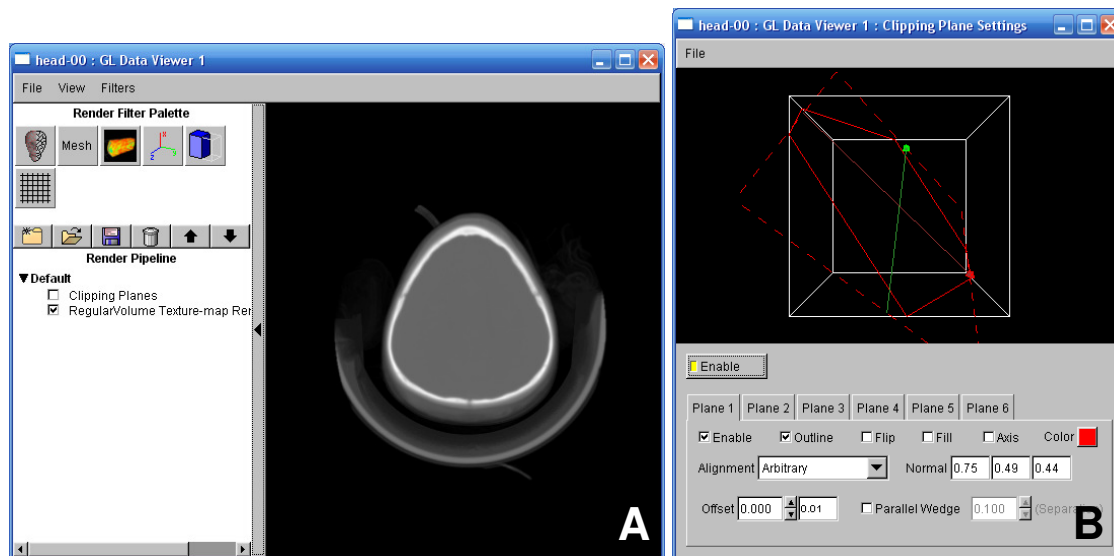 head-00 : GL Data Viewer 1
File View Filters
Render Filter Palette
Mesh
x
z
Render Pipeline
Default
Clipping Planes
RegularVolume Texture-map Rer
A
head-00 : GL Data Viewer 1 : Clipping Plane Settings
File
Enable
Plane 1 Plane 2 Plane 3 Plane 4 Plane 5 Plane 6
Enable Outline Flip Fill Axis Color
Alignment Arbitrary Normal 0.75 0.49 0.44
Offset 0.000 0.01 Parallel Wedge 0.100 (Separa
B